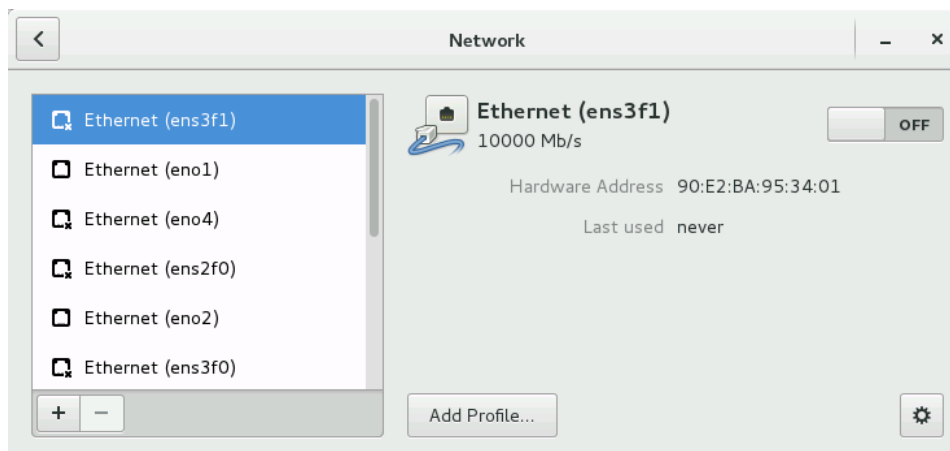 Network
Ethernet (ens3f1)
Ethernet (eno1)
Ethernet (eno4)
Ethernet (ens2f0)
Ethernet (eno2)
Ethernet (ens3f0)
Ethernet (ens3f1)
10000 Mb/s
OFF
Hardware Address 90:E2:BA:95:34:01
Last used never
Add Profile...